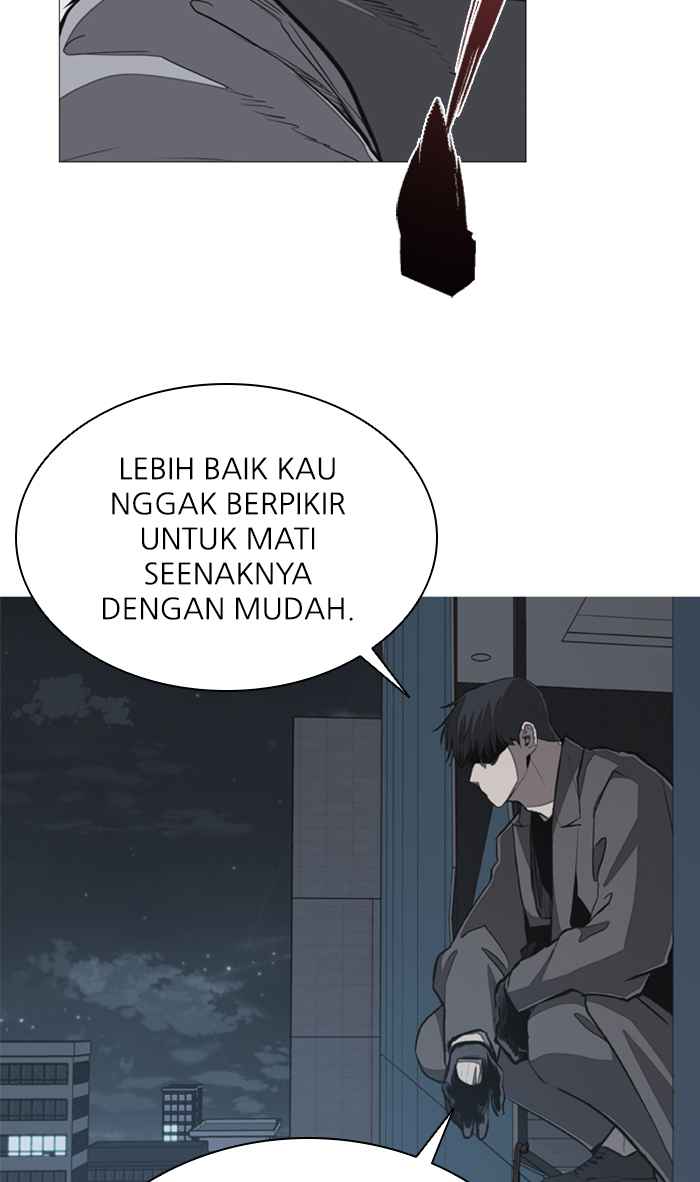 LEBIH BAIK KAU
NGGAK BERPIKIR
UNTUK MATI
SEENAKNYA
DENGAN MUDAH.